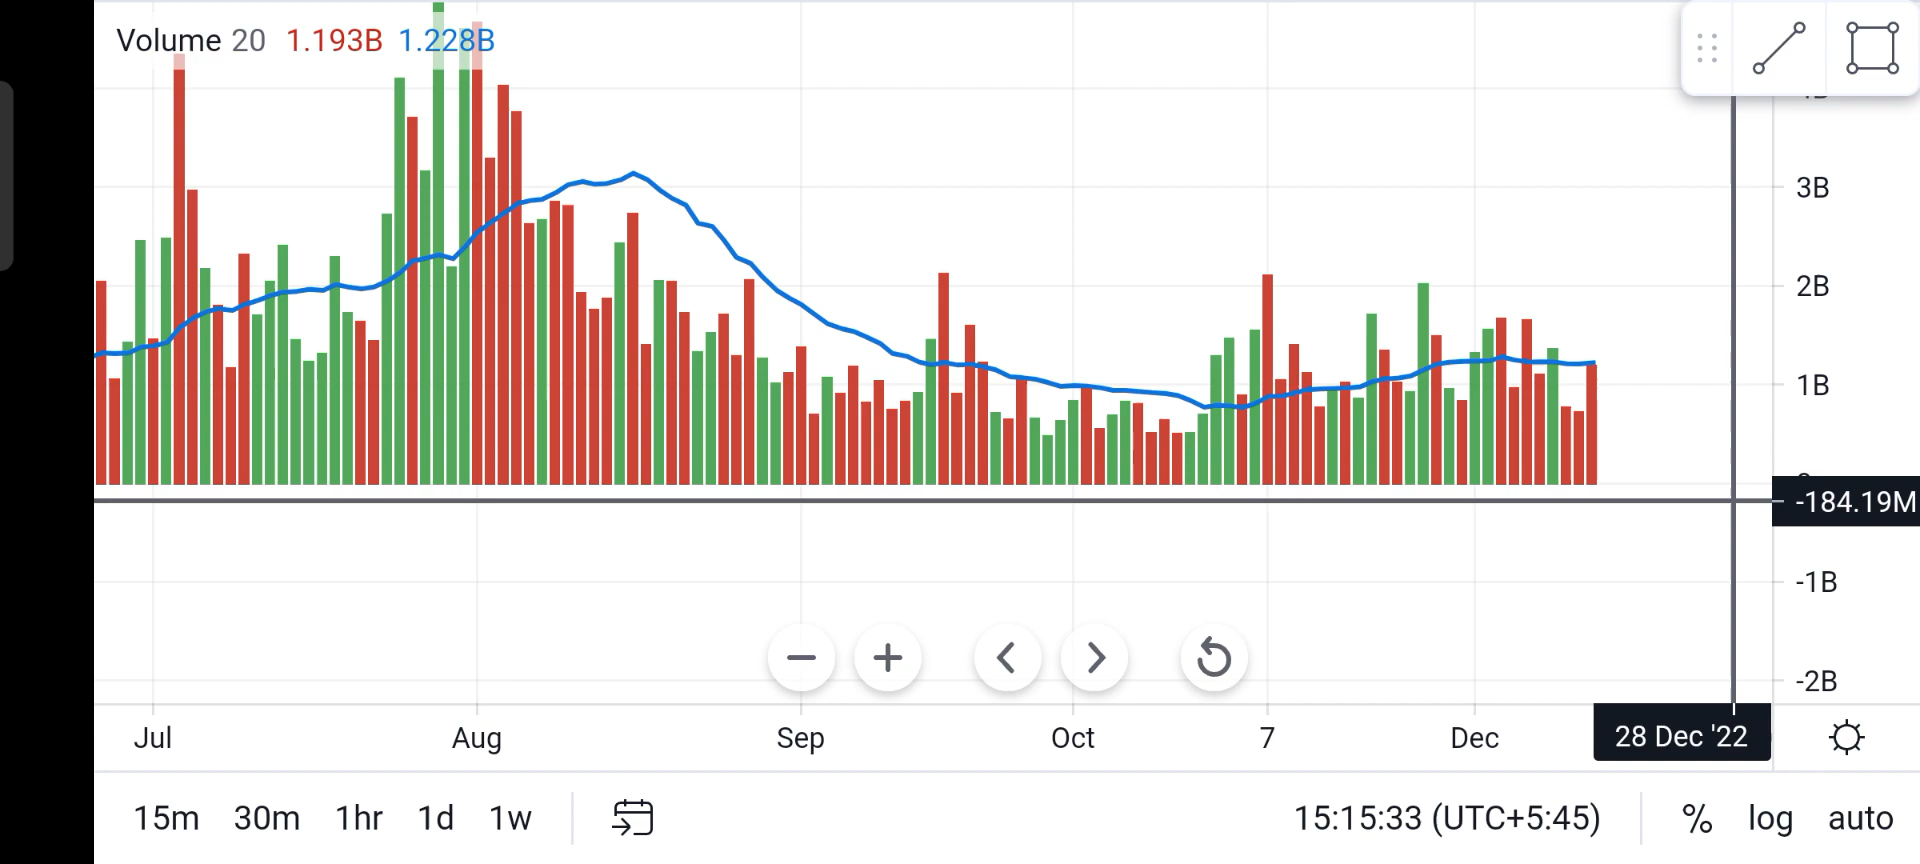 Volume 20 1.193B 1.228B
3B
2B
1B
-184.19M
-1B
-2B
Jul Aug Sep Oct 7 Dec 28 Dec '22
15m 30m 1hr 1d 1w 15:15:33 (UTC+5:45) % log auto